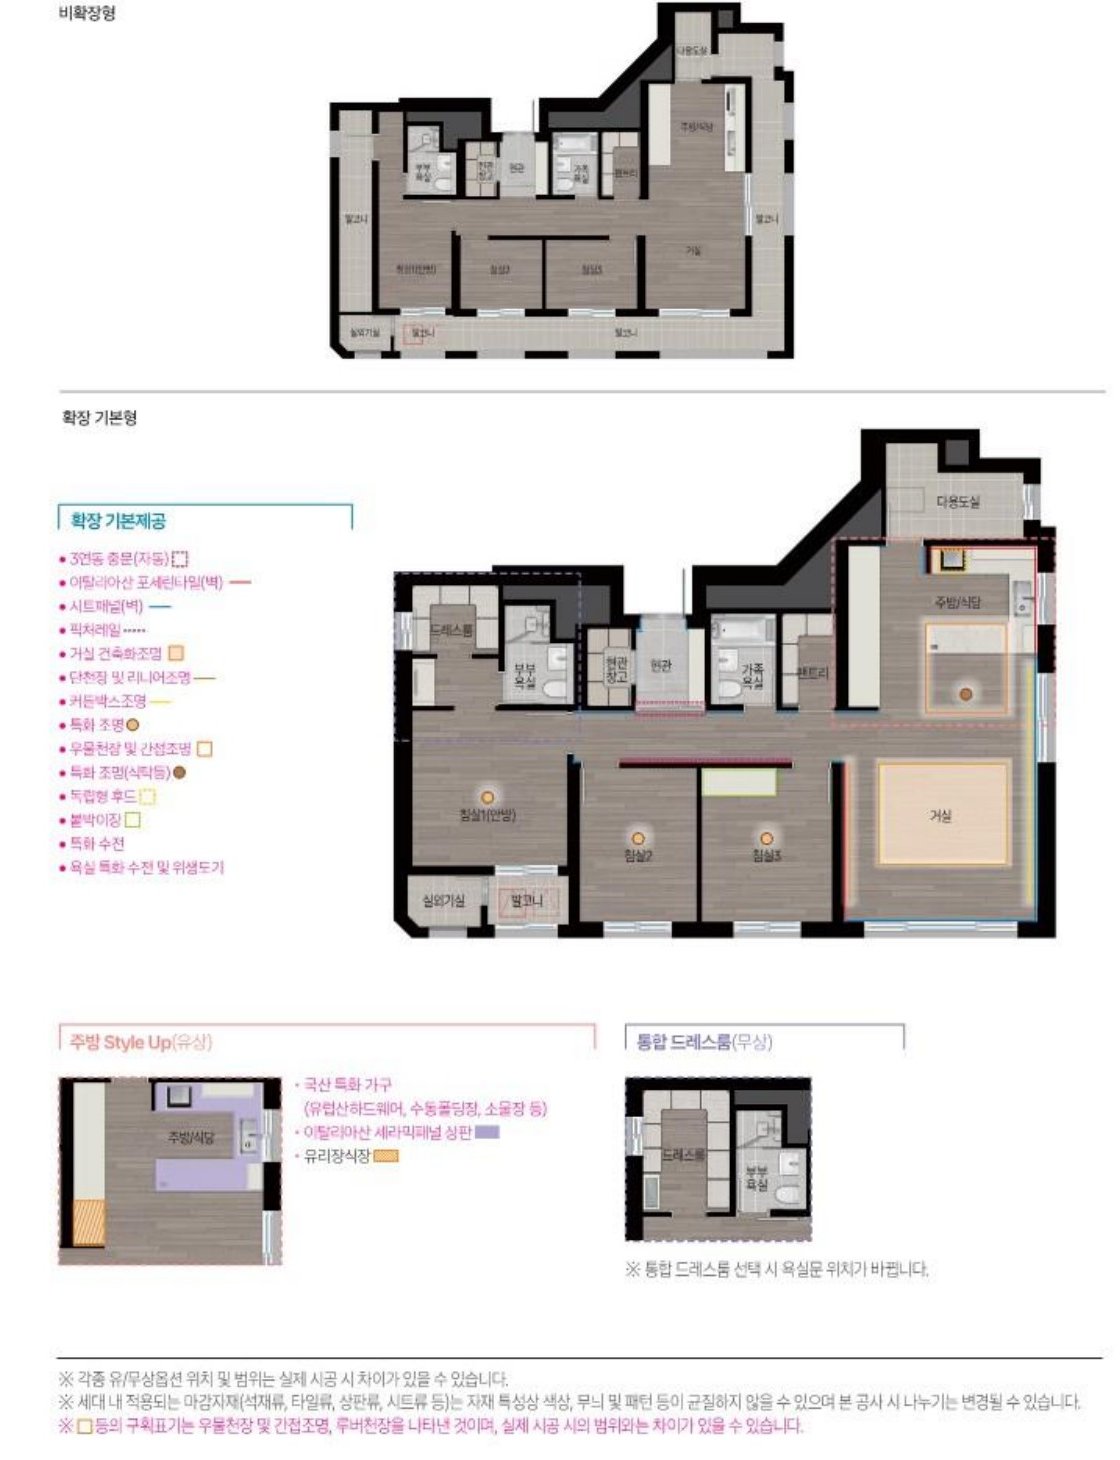 비확장형
다용도실
주방/식당
부부
욕실
현관
창고
현관
가족
욕실
팬트리
발코니
발코니
거실
침실1(안방)
침실2
침실3
실외기실
발코니
발코니
확장 기본형
확장 기본제공
• 3연동 중문(자동)
• 이탈리아산 포세린타일(벽)
• 시트패널(벽)
• 픽처레일
• 거실 건축화조명
• 단천장 및 리니어조명
• 커튼박스조명
• 특화 조명
• 우물천장 및 간접조명
• 특화 조명(식탁등)
• 독립형 후드
• 붙박이장
• 특화 수전
• 욕실 특화 수전 및 위생도기
다용도실
주방/식당
드레스룸
부부
욕실
현관
창고
현관
가족
욕실
팬트리
침실1(안방)
침실2
침실3
거실
실외기실
발코니
주방 Style Up(유상)
주방/식당
• 국산 특화 가구
(유럽산하드웨어, 수동폴딩장, 소물장 등)
• 이탈리아산 세라믹패널 상판
• 유리장식장
통합 드레스룸(무상)
드레스룸
부부
욕실
※ 통합 드레스룸 선택 시 욕실문 위치가 바뀝니다.
※ 각종 유/무상옵션 위치 및 범위는 실제 시공 시 차이가 있을 수 있습니다.
※ 세대 내 적용되는 마감자재(석재류, 타일류, 상판류, 시트류 등)는 자재 특성상 색상, 무늬 및 패턴 등이 균질하지 않을 수 있으며 본 공사 시 나누기는 변경될 수 있습니다.
※ 등의 구획표기는 우물천장 및 간접조명, 루버천장을 나타낸 것이며, 실제 시공 시의 범위와는 차이가 있을 수 있습니다.